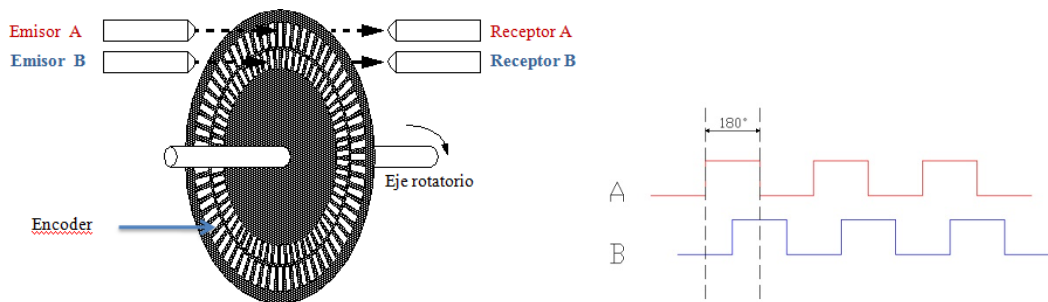 Emisor A
Emisor B
Receptor A
Receptor B
Eje rotatorio
Encoder
180°
A
B